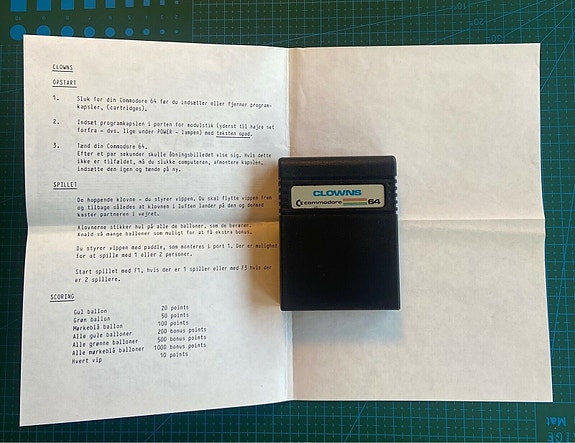 CLOWNS
OPSTART
1. Sluk for din Commodore 64 før du indsætter eller fjerner program-
kapsler, (cartridges).
2. Indsæt programkapslen i porten for modulstik (yderst til højre set
forfra - dvs. lige under POWER - lampen) med teksten opad.
3. Tænd din Commodore 64.
Efter et par sekunder skulle åbningsbilledet vise sig, hvis dette
ikke er tilfældet, må du slukke computeren, afmontere kapslen,
indsætte den igen og tænde på ny.
SPILLET
De hoppende klovne - du styrer vippen. Du skal flytte vippen frem
og tilbage således at klovnen i luften lander på den og dermed
kaster partneren i vejret.
Klovnerne stikker hul på alle de balloner, som de berører.
Knald så mange balloner som muligt for at få ekstra bonus.
Du styrer vippen med paddle, som monteres i port 1. Der er mulighed
for at spille med 1 eller 2 personer.
Start spillet med F1, hvis der er 1 spiller eller med F3 hvis der
er 2 spillere.
SCORING
Gul ballon 20 points
Grøn ballon 50 points
Mørkeblå ballon 100 points
Alle gule balloner 200 bonus points
Alle grønne balloner 500 bonus points
Alle mørkeblå balloner 1000 bonus points
Hvert vip 10 points
CLOWNS
commodore 64